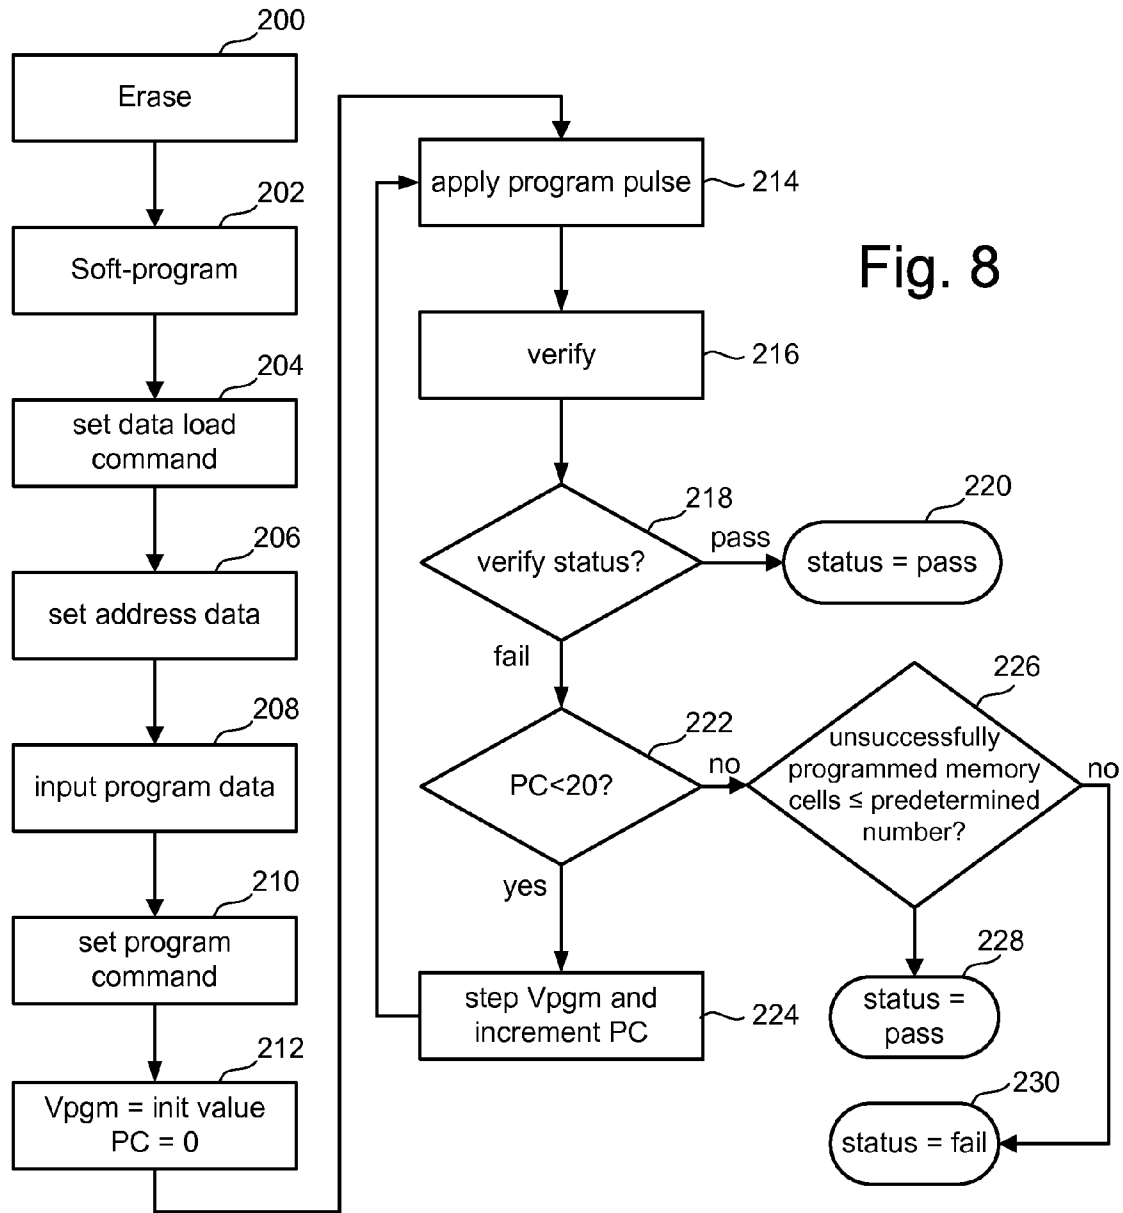 200
Erase
202
Soft-program
204
set data load
command
206
set address data
208
input program data
210
set program
command
212
Vpgm = init value
PC = 0
apply program pulse
214
Fig. 8
verify
216
218
verify status?
pass
220
status = pass
fail
222
PC<20?
no
226
unsuccessfully
programmed memory
cells ≤ predetermined
number?
no
yes
step Vpgm and
increment PC
224
228
status =
pass
230
status = fail